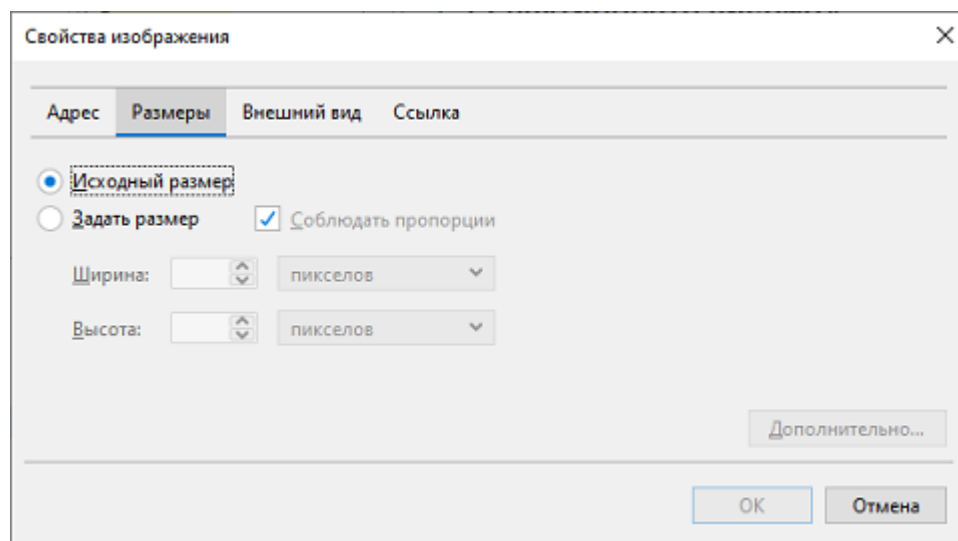 Свойства изображения
Адрес Размеры Внешний вид Ссылка
Исходный размер
Задать размер Соблюдать пропорции
Ширина: пикселов
Высота: пикселов
Дополнительно...
OK Отмена